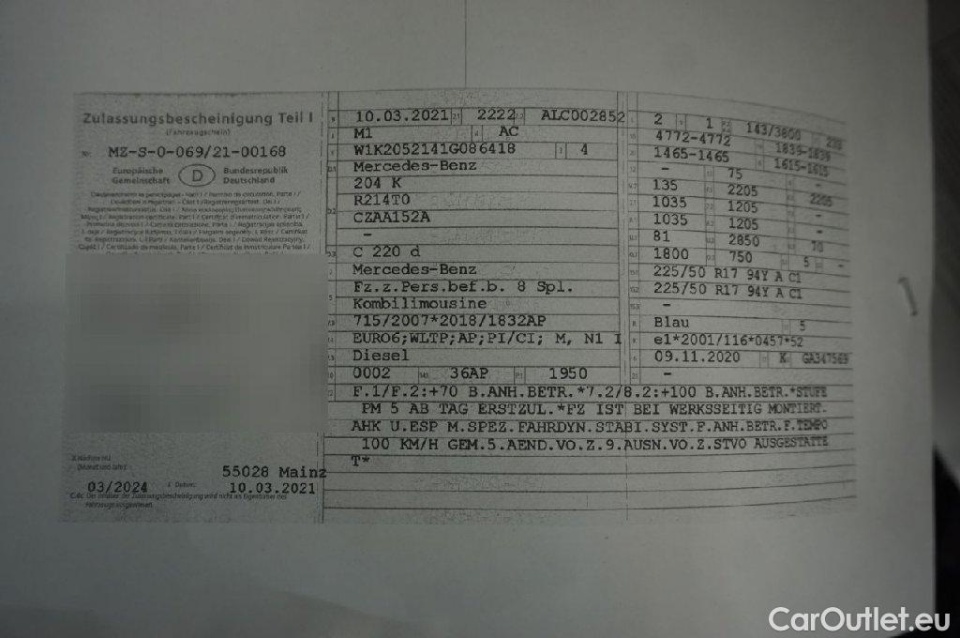 Zulassungsbescheinigung Teil I
(Fahrzeugschein)
Nr. MZ-S-0-069/21-00168
Europäische Gemeinschaft D Bundesrepublik Deutschland
03/2024
55028 Mainz
10.03.2021
10.03.2021 2222 ALC002852
M1 AC
W1K2052141G086418 4
Mercedes-Benz
204 K
R214T0
CZAA152A
-
C 220 d
Mercedes-Benz
Fz.z.Pers.bef.b. 8 Spl.
Kombilimousine
715/2007*2018/1832AP
EURO6;WLTP;AP;PI/CI; M, N1 I
Diesel
0002 36AP 1950
2 1 143/3800
4772-4772 1839-1839
1465-1465 1615-1615
- 75 -
135 2205 2205
1035 1205 -
1035 1205 -
81 2850 70
1800 750 5 -
225/50 R17 94Y A C1
225/50 R17 94Y A C1
-
Blau 5
e1*2001/116*0457*52
09.11.2020 K GA347569
-
F.1/F.2:+70 B.ANH.BETR.*7.2/8.2:+100 B.ANH.BETR.*STUFE
PM 5 AB TAG ERSTZUL.*FZ IST BEI WERKSSEITIG MONTIERT.
AHK U.ESP M.SPEZ.FAHRDYN.STABI.SYST.F.ANH.BETR.F.TEMPO
100 KM/H GEM.5.AEND.VO.Z.9.AUSN.VO.Z.STVO AUSGESTATTE
T*
CarOutlet.eu